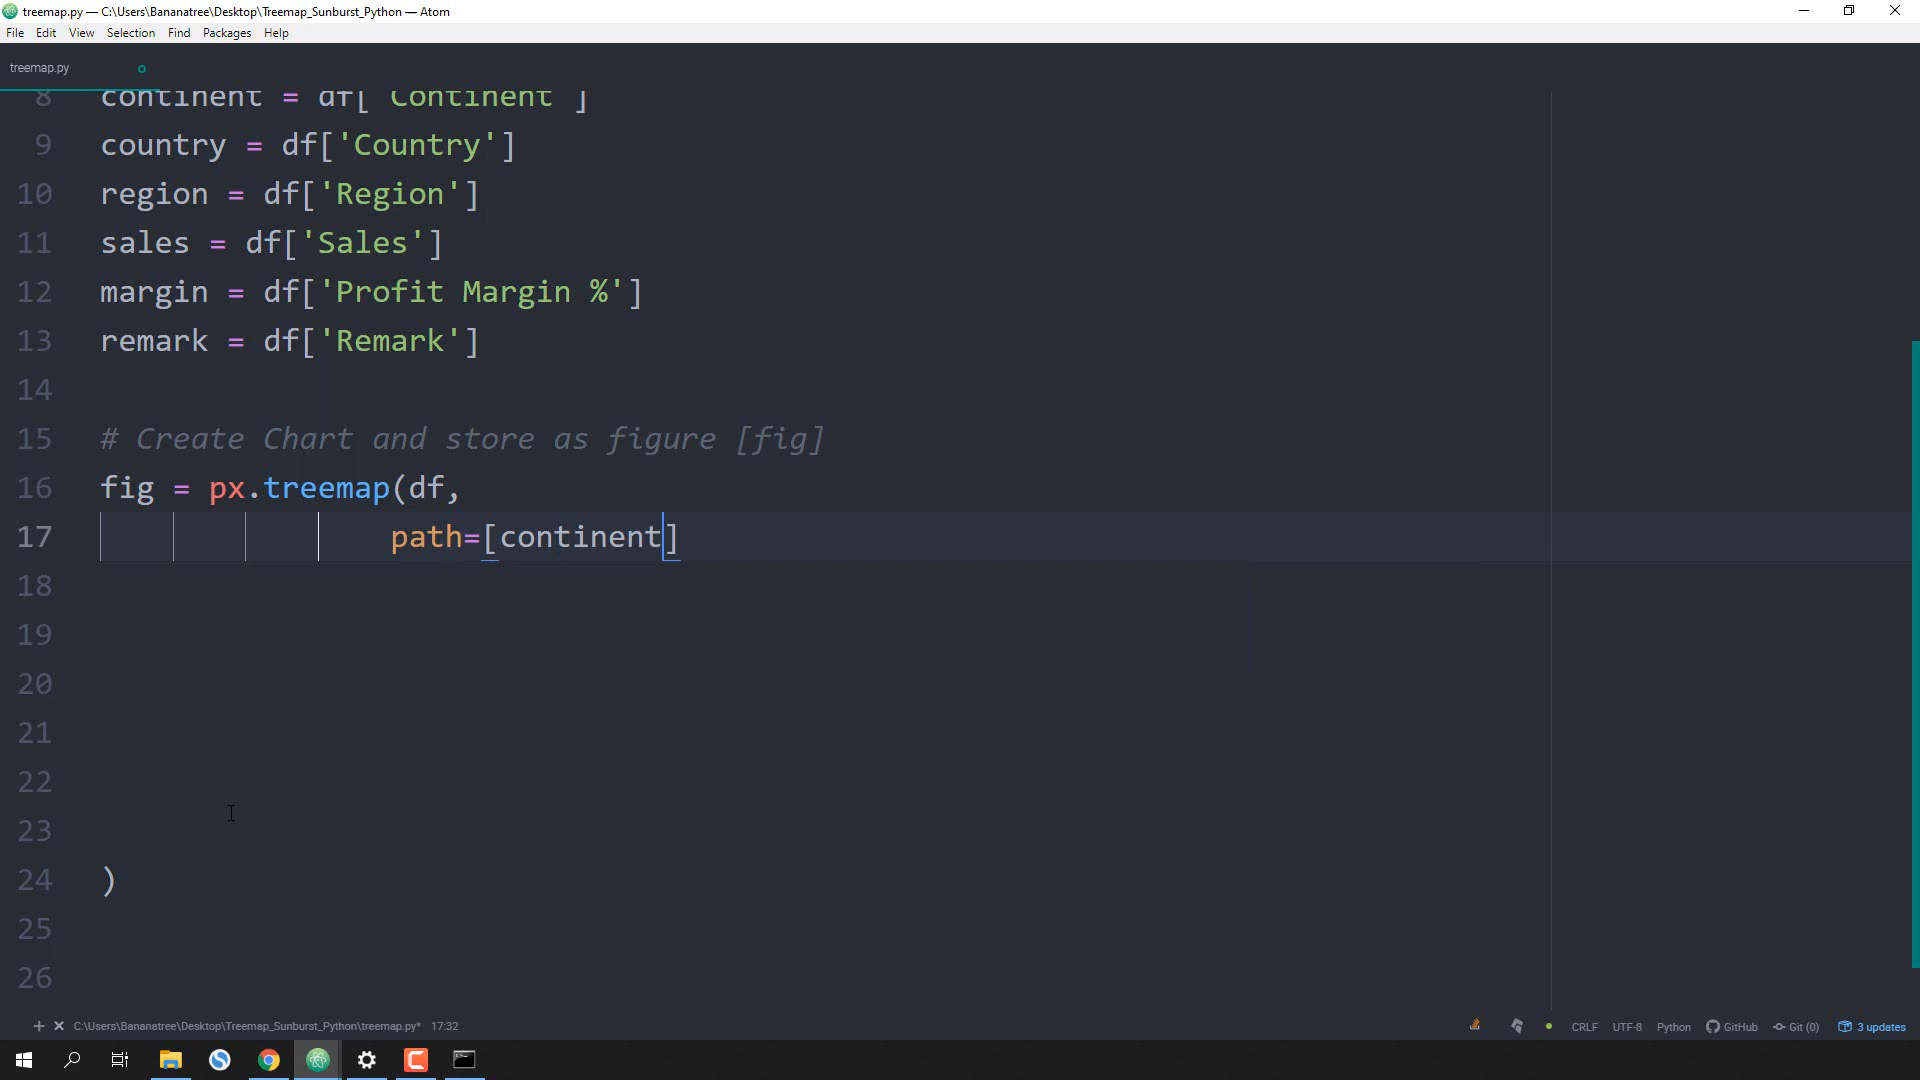 treemap.py — C:\Users\Bananatree\Desktop\Treemap_Sunburst_Python — Atom
File Edit View Selection Find Packages Help
treemap.py
8 continent = df['Continent']
9 country = df['Country']
10 region = df['Region']
11 sales = df['Sales']
12 margin = df['Profit Margin %']
13 remark = df['Remark']
14
15 # Create Chart and store as figure [fig]
16 fig = px.treemap(df,
17 path=[continent]
18
19
20
21
22
23
24 )
25
26
+ × C:\Users\Bananatree\Desktop\Treemap_Sunburst_Python\treemap.py* 17:32 CRLF UTF-8 Python GitHub Git (0) 3 updates